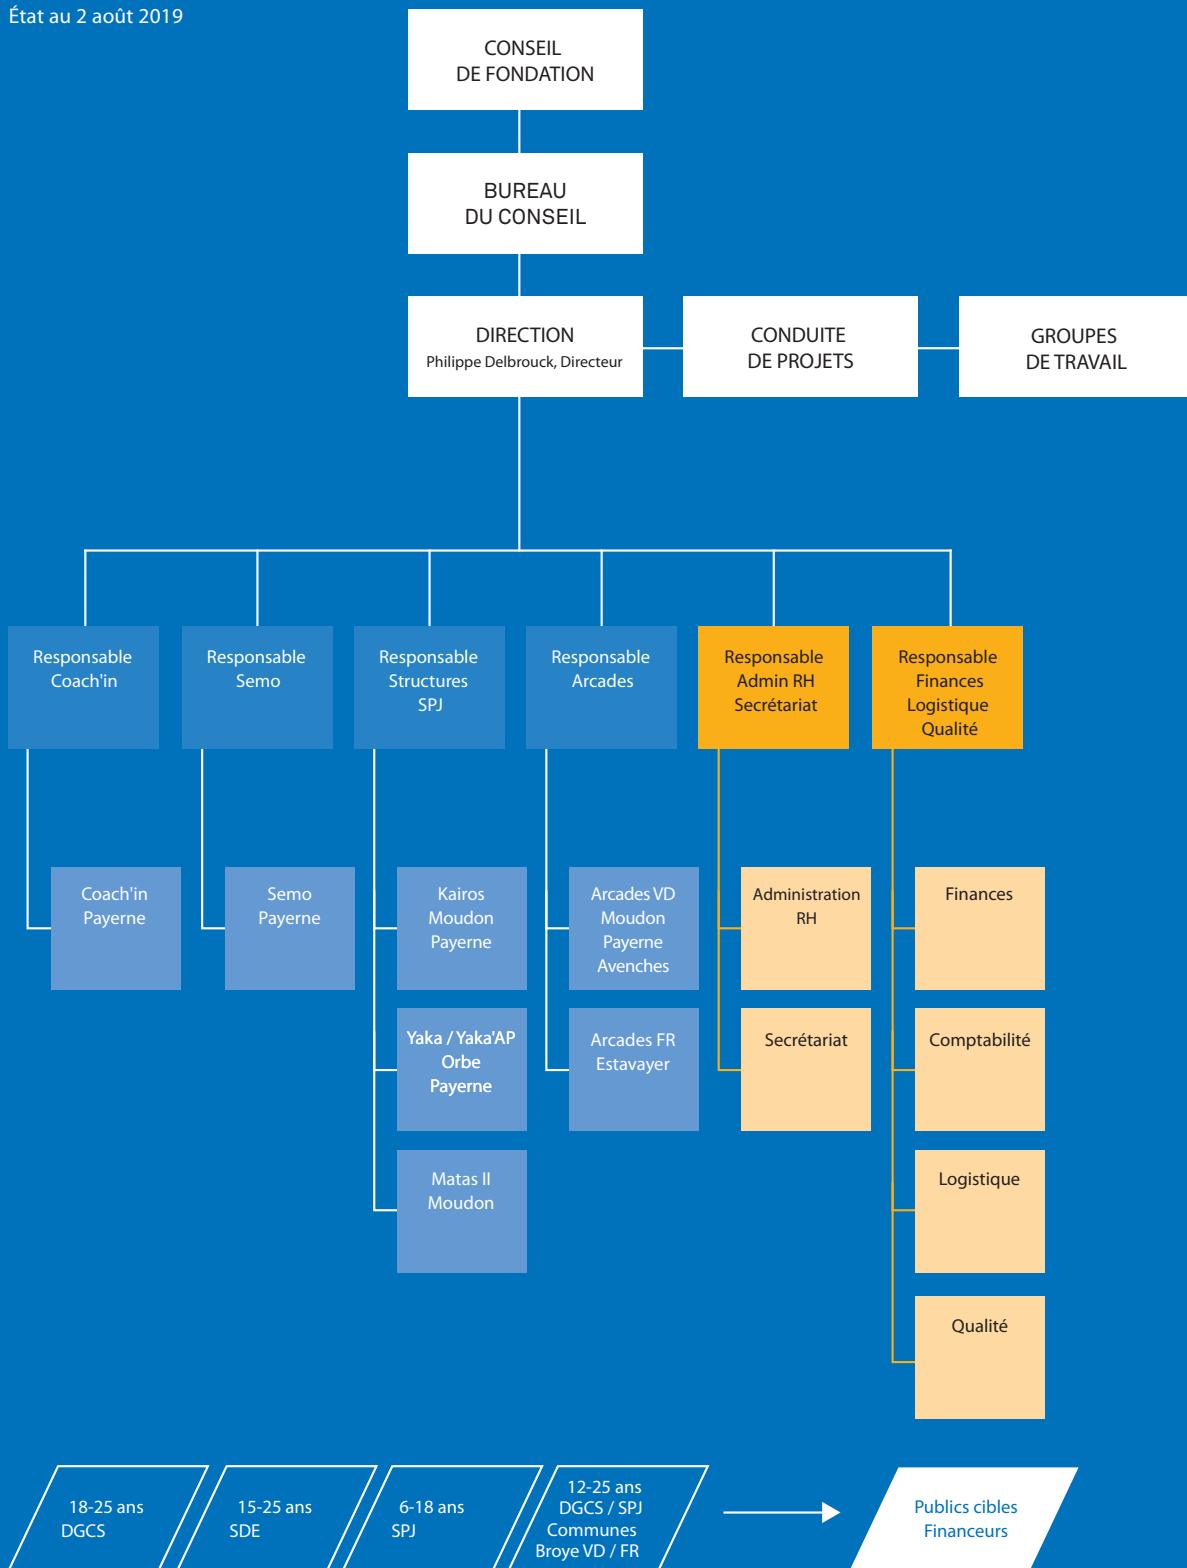 État au 2 août 2019
CONSEIL
DE FONDATION
BUREAU
DU CONSEIL
DIRECTION
Philippe Delbrouck, Directeur
CONDUITE
DE PROJETS
GROUPES
DE TRAVAIL
Responsable
Coach'in
Responsable
Semo
Responsable
Structures
SPJ
Responsable
Arcades
Responsable
Admin RH
Secrétariat
Responsable
Finances
Logistique
Qualité
Coach'in
Payerne
Semo
Payerne
Kairos
Moudon
Payerne
Arcades VD
Moudon
Payerne
Avenches
Administration
RH
Finances
Yaka / Yaka'AP
Orbe
Payerne
Arcades FR
Estavayer
Secrétariat
Comptabilité
Matas II
Moudon
Logistique
Qualité
18-25 ans
DGCS
15-25 ans
SDE
6-18 ans
SPJ
12-25 ans
DGCS / SPJ
Communes
Broye VD / FR
Publics cibles
Financeurs